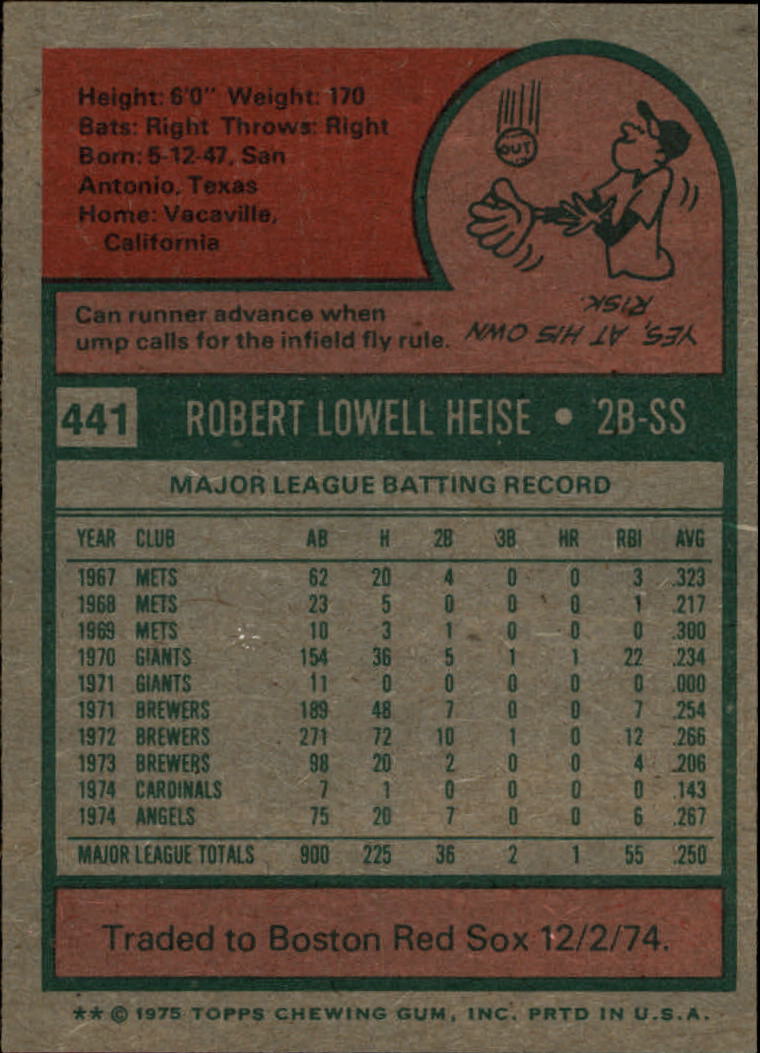 Height: 6'0" Weight: 170
Bats: Right Throws: Right
Born: 5-12-47, San
Antonio, Texas
Home: Vacaville,
California
OUT
Can runner advance when
ump calls for the infield fly rule.
YES, AT HIS OWN
RISK.
441 ROBERT LOWELL HEISE • 2B-SS
MAJOR LEAGUE BATTING RECORD
YEAR CLUB AB H 2B 3B HR RBI AVG
1967 METS 62 20 4 0 0 3 .323
1968 METS 23 5 0 0 0 1 .217
1969 METS 10 3 1 0 0 0 .300
1970 GIANTS 154 36 5 1 1 22 .234
1971 GIANTS 11 0 0 0 0 0 .000
1971 BREWERS 189 48 7 0 0 7 .254
1972 BREWERS 271 72 10 1 0 12 .266
1973 BREWERS 98 20 2 0 0 4 .206
1974 CARDINALS 7 1 0 0 0 0 .143
1974 ANGELS 75 20 7 0 0 6 .267
MAJOR LEAGUE TOTALS 900 225 36 2 1 55 .250
Traded to Boston Red Sox 12/2/74.
** © 1975 TOPPS CHEWING GUM, INC. PRTD IN U.S.A.